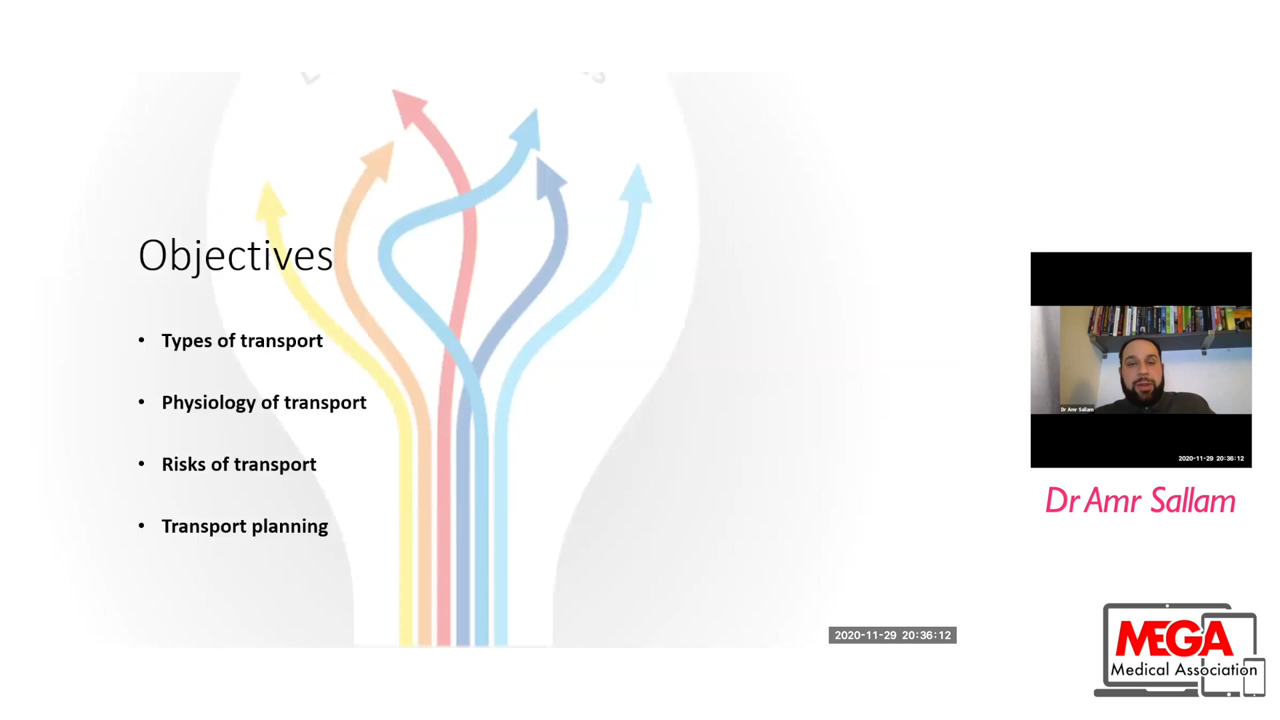 Objectives
• Types of transport
• Physiology of transport
• Risks of transport
• Transport planning
2020-11-29 20:36:12
Dr Amr Sallam
2020-11-29 20:36:12
Dr Amr Sallam
MEGA
Medical Association